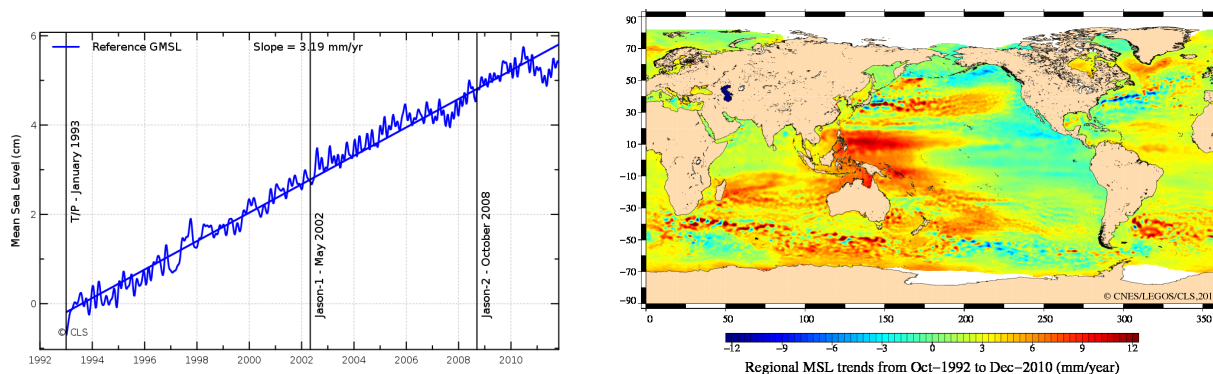 Reference GMSL
Slope = 3.19 mm/yr
Mean Sea Level (cm)
6
4
2
0
T/P - January 1993
Jason-1 - May 2002
Jason-2 - October 2008
© CLS
1992 1994 1996 1998 2000 2002 2004 2006 2008 2010
90
70
50
30
10
-10
-30
-50
-70
-90
© CNES/LEGOS/CLS,201
0 50 100 150 200 250 300 350
-12 -9 -6 -3 0 3 6 9 12
Regional MSL trends from Oct-1992 to Dec-2010 (mm/year)